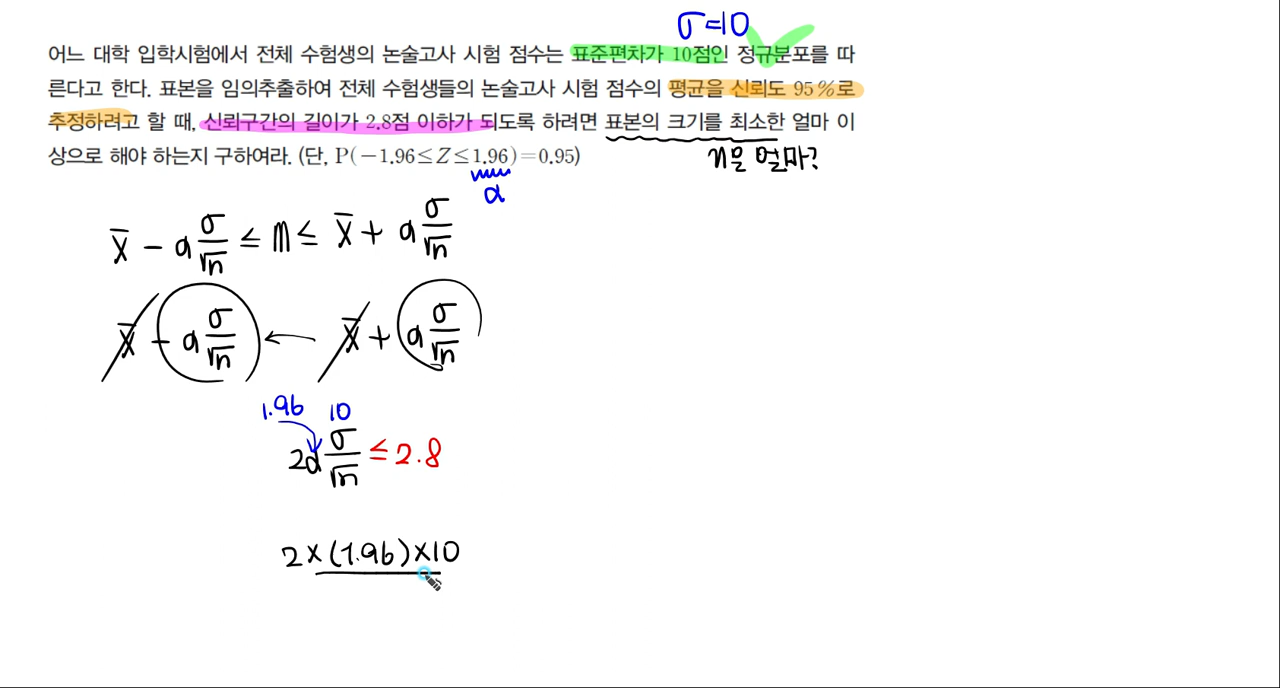 σ=10
어느 대학 입학시험에서 전체 수험생의 논술고사 시험 점수는 표준편차가 10점인 정규분포를 따
른다고 한다. 표본을 임의추출하여 전체 수험생들의 논술고사 시험 점수의 평균을 신뢰도 95%로
추정하려고 할 때, 신뢰구간의 길이가 2.8점 이하가 되도록 하려면 표본의 크기를 최소한 얼마 이
상으로 해야 하는지 구하여라. (단, P(−1.96≤Z≤1.96)=0.95)
n은 얼마?
a
x̄ − a σ/√n ≤ m ≤ x̄ + a σ/√n
x̄ − a σ/√n ← x̄ + a σ/√n
1.96 10
2a σ/√n ≤ 2.8
2×(1.96)×10